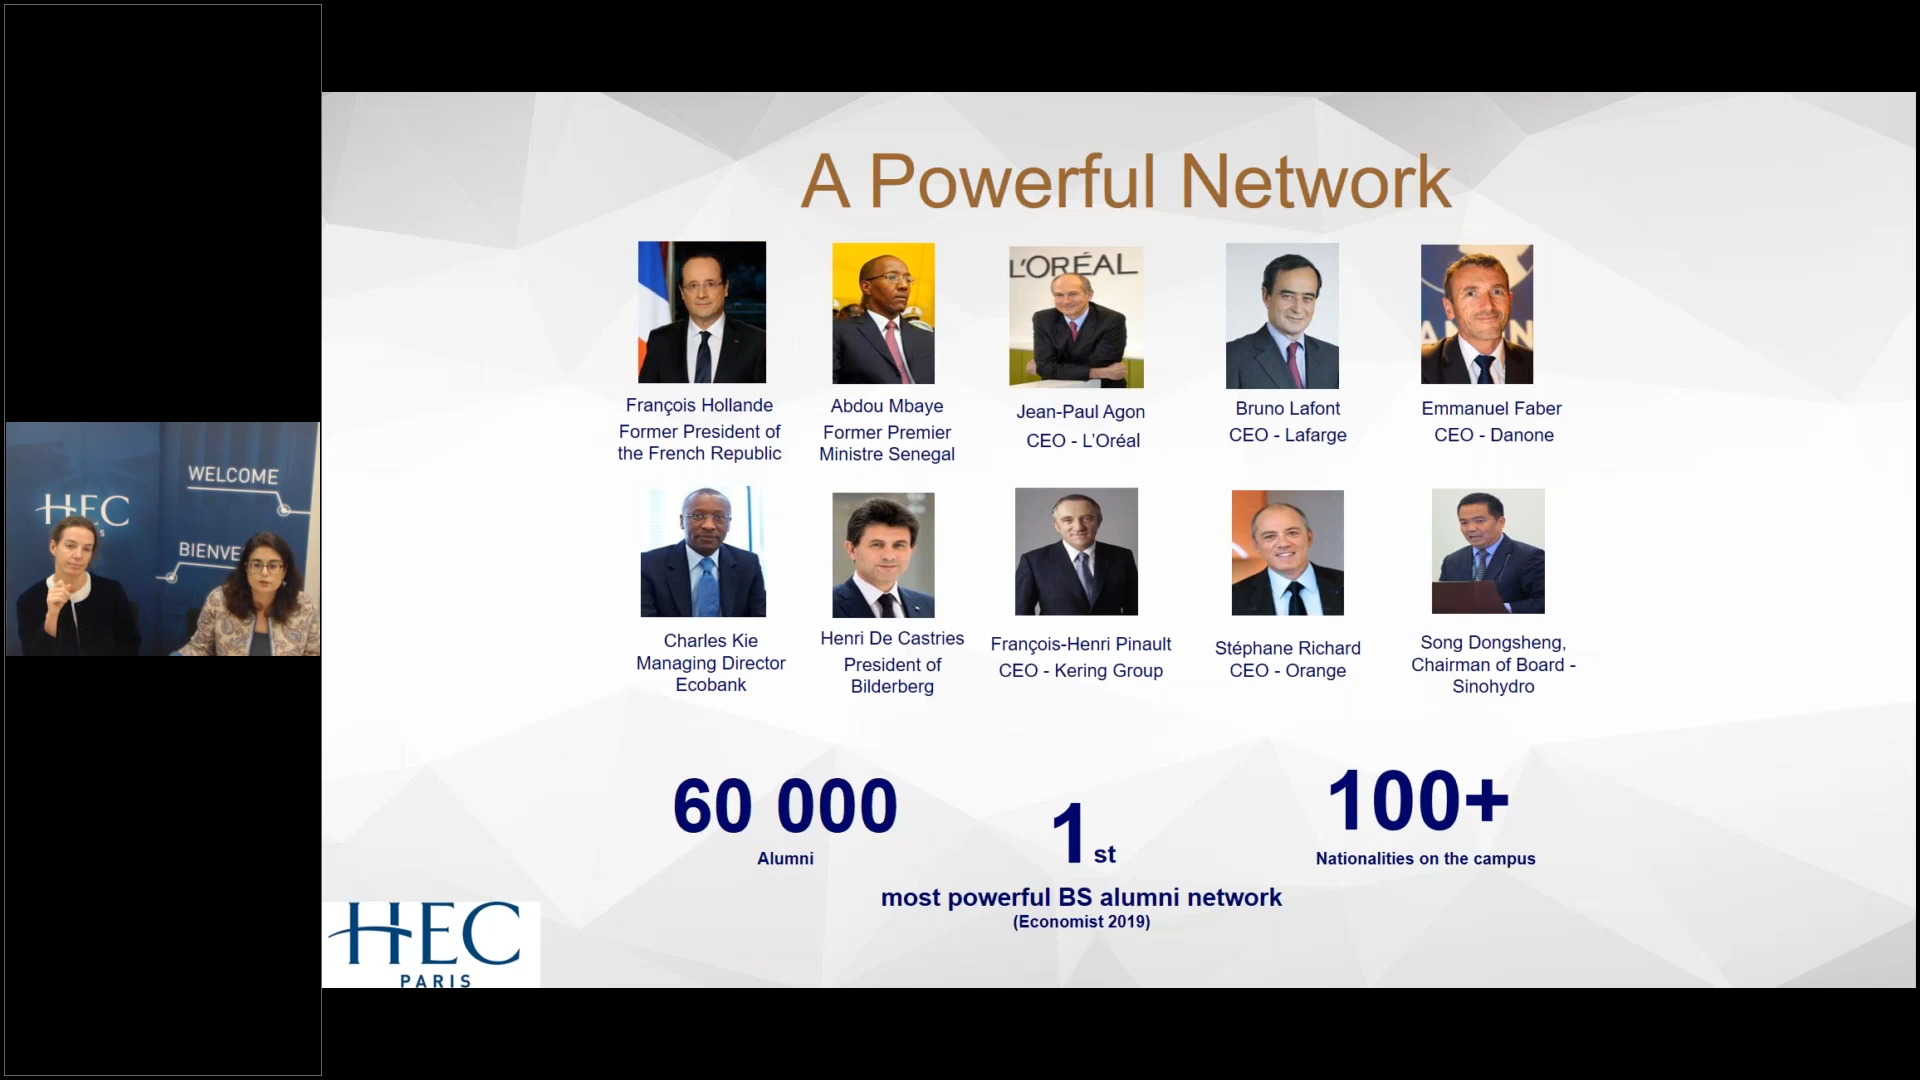 A Powerful Network
L'ORÉAL
François Hollande
Former President of
the French Republic
Abdou Mbaye
Former Premier
Ministre Senegal
Jean-Paul Agon
CEO - L'Oréal
Bruno Lafont
CEO - Lafarge
Emmanuel Faber
CEO - Danone
Charles Kie
Managing Director
Ecobank
Henri De Castries
President of
Bilderberg
François-Henri Pinault
CEO - Kering Group
Stéphane Richard
CEO - Orange
Song Dongsheng,
Chairman of Board -
Sinohydro
60 000
Alumni
1st
most powerful BS alumni network
(Economist 2019)
100+
Nationalities on the campus
HEC
PARIS
WELCOME
HEC
BIENVE